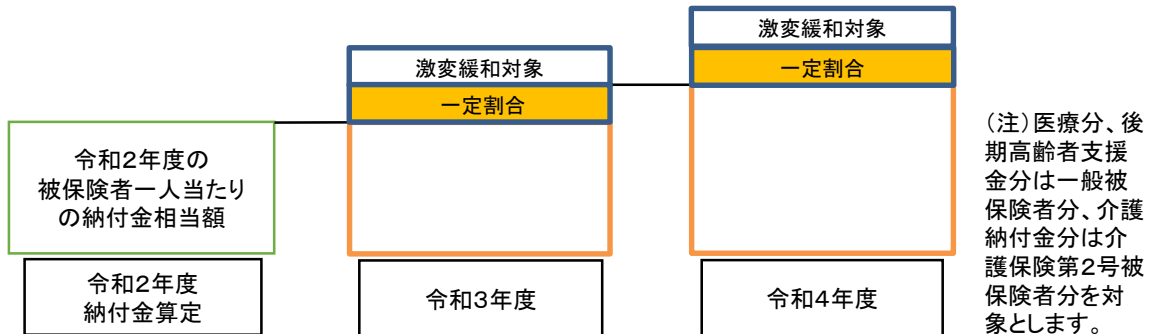 激変緩和対象
一定割合
激変緩和対象
一定割合
令和２年度の
被保険者一人当たり
の納付金相当額
令和２年度
納付金算定
令和３年度
令和４年度
（注）医療分、後
期高齢者支援
金分は一般被
保険者分、介護
納付金分は介
護保険第２号被
保険者分を対
象とします。